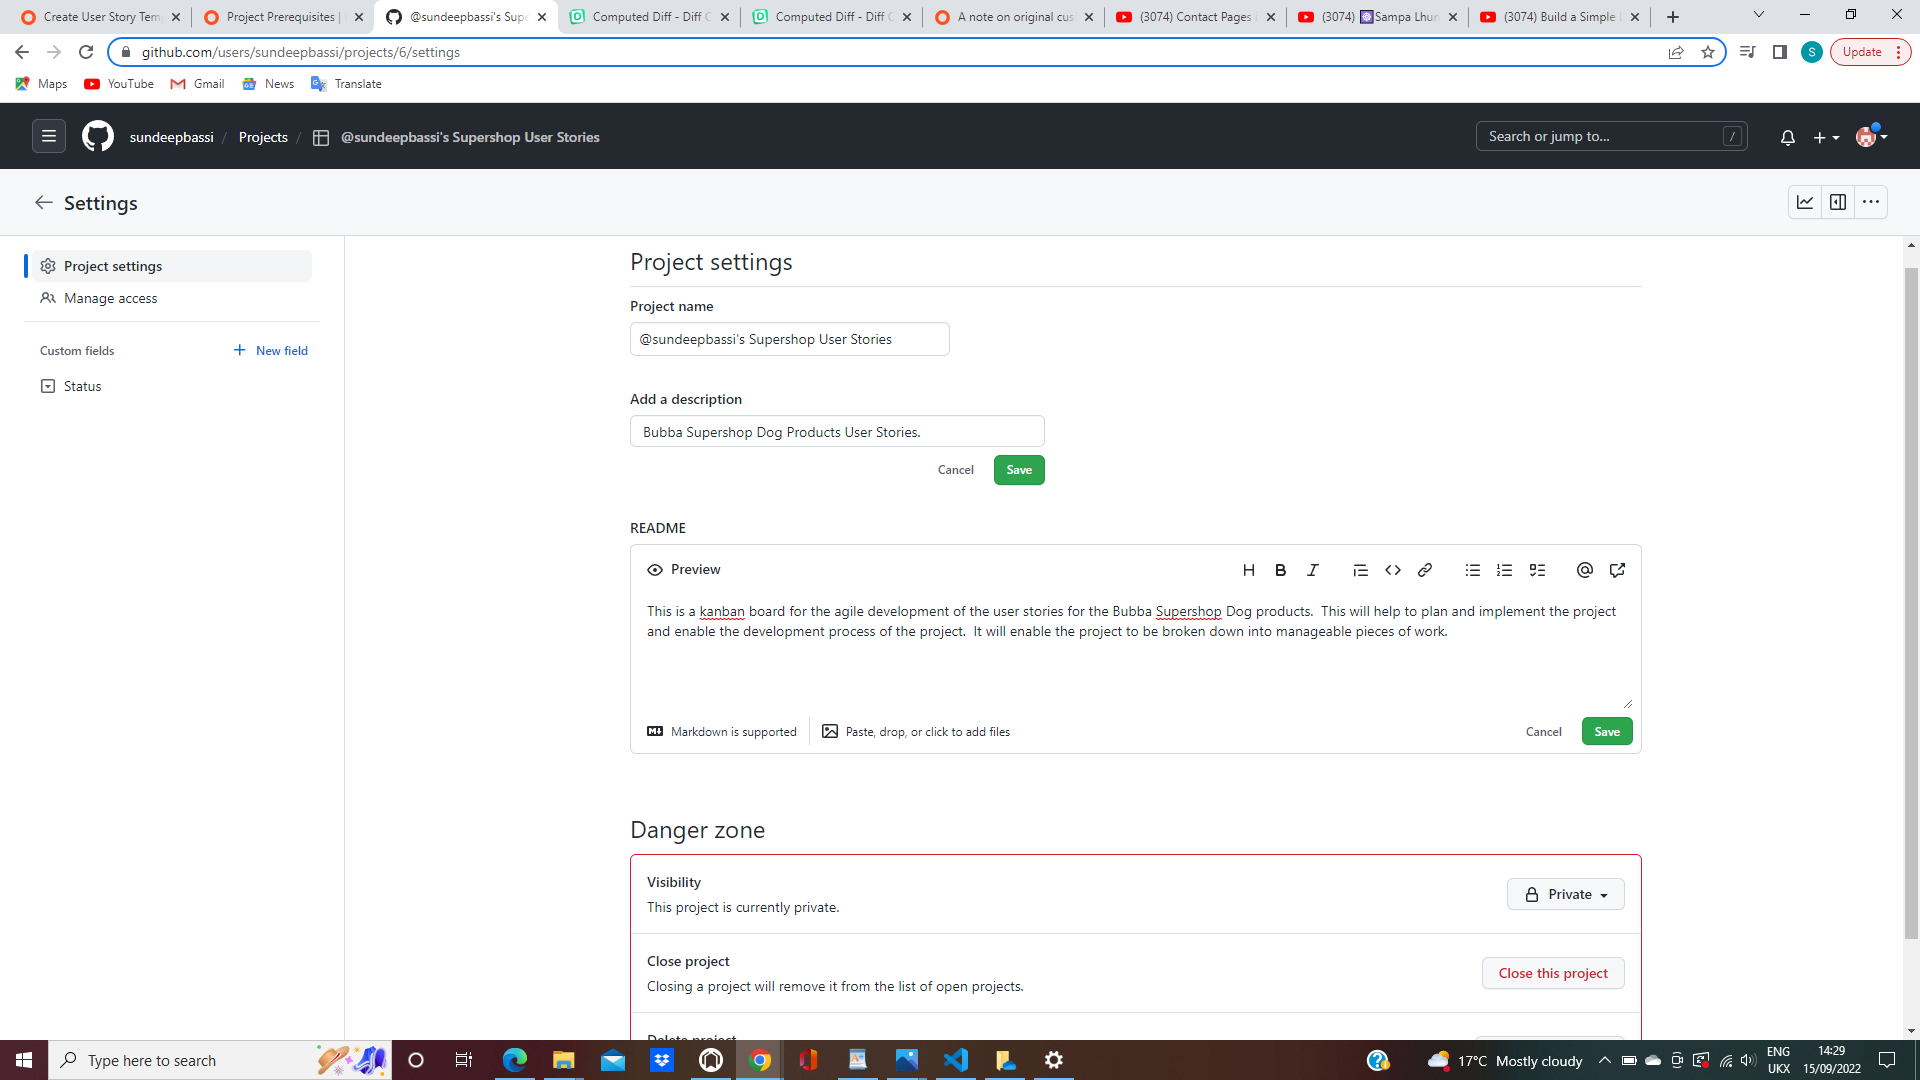 Create User Story Tem
Project Prerequisites |
@sundeepbassi's Supe
Computed Diff - Diff C
Computed Diff - Diff C
A note on original cus
(3074) Contact Pages
(3074) Sampa Lhun
(3074) Build a Simple
github.com/users/sundeepbassi/projects/6/settings
S
Update
Maps
YouTube
Gmail
News
Translate
sundeepbassi / Projects / @sundeepbassi's Supershop User Stories
Search or jump to... /
Settings
Project settings
Manage access
Custom fields
New field
Status
Project settings
Project name
@sundeepbassi's Supershop User Stories
Add a description
Bubba Supershop Dog Products User Stories.
Cancel
Save
README
Preview
This is a kanban board for the agile development of the user stories for the Bubba Supershop Dog products.  This will help to plan and implement the project
and enable the development process of the project.  It will enable the project to be broken down into manageable pieces of work.
Markdown is supported
Paste, drop, or click to add files
Cancel
Save
Danger zone
Visibility
This project is currently private.
Private
Close project
Closing a project will remove it from the list of open projects.
Close this project
Delete project
Type here to search
17°C Mostly cloudy
ENG
UKX
14:29
15/09/2022